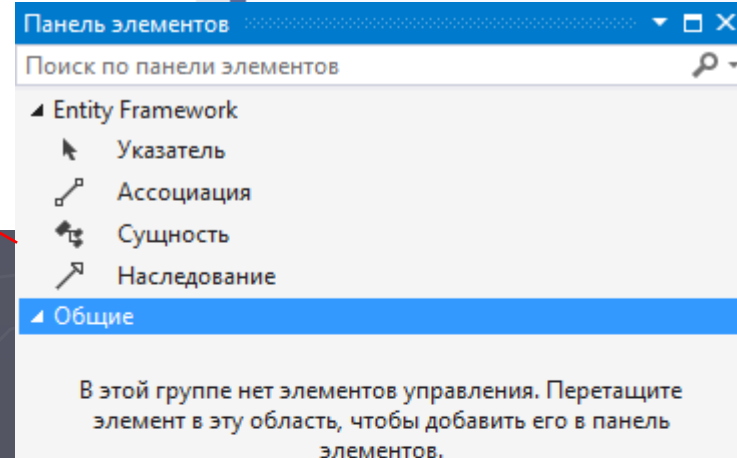 Панель элементов
Поиск по панели элементов
Entity Framework
Указатель
Ассоциация
Сущность
Наследование
Общие
В этой группе нет элементов управления. Перетащите
элемент в эту область, чтобы добавить его в панель
элементов.